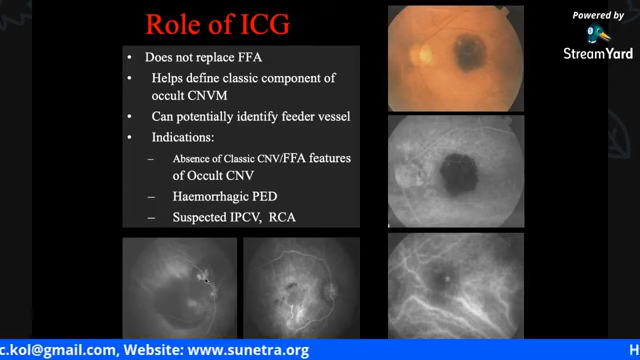 Role of ICG
Powered by
StreamYard
• Does not replace FFA
• Helps define classic component of
occult CNVM
• Can potentially identify feeder vessel
• Indications:
– Absence of Classic CNV/FFA features
of Occult CNV
– Haemorrhagic PED
– Suspected IPCV, RCA
c.kol@gmail.com, Website: www.sunetra.org
H